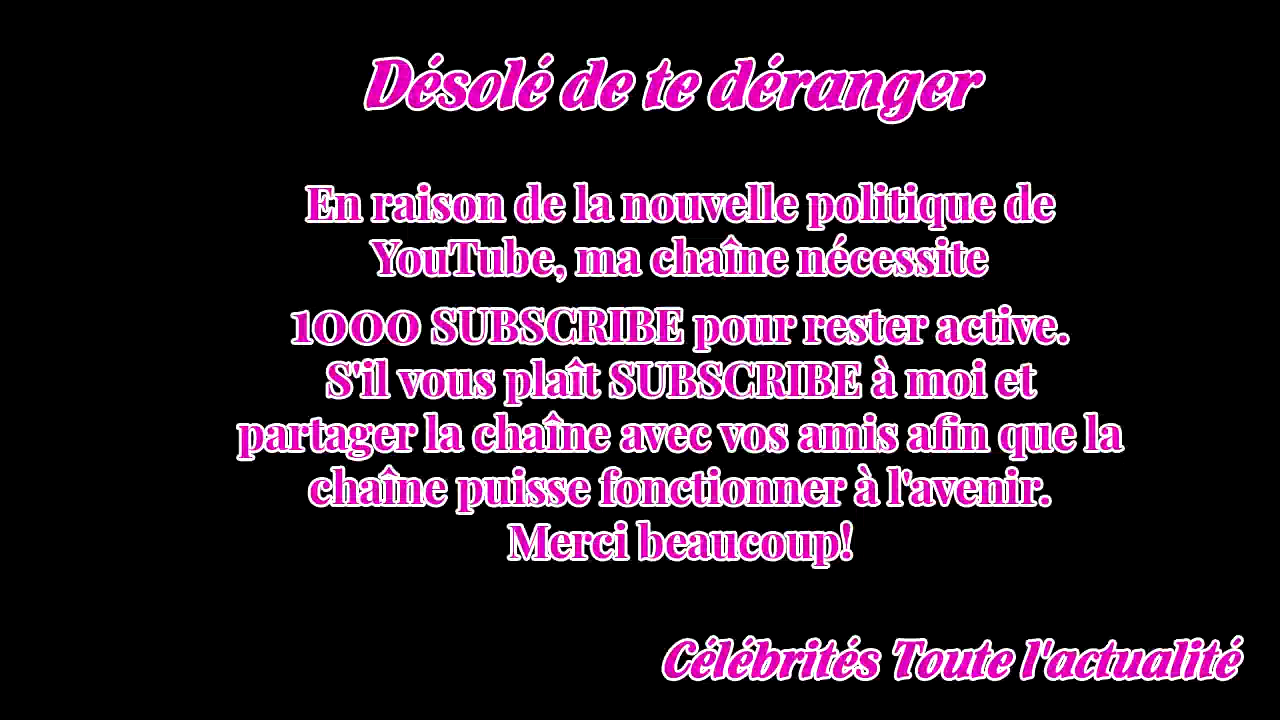 Désolé de te déranger
En raison de la nouvelle politique de
YouTube, ma chaîne nécessite
1000 SUBSCRIBE pour rester active.
S'il vous plaît SUBSCRIBE à moi et
partager la chaîne avec vos amis afin que la
chaîne puisse fonctionner à l'avenir.
Merci beaucoup!
Célébrités Toute l'actualité